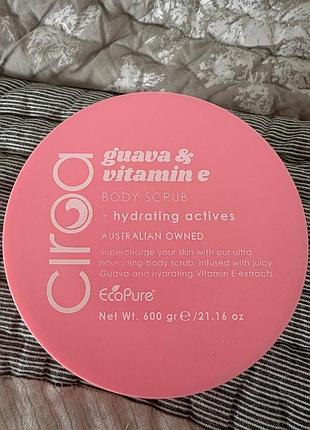 Ciroa
guava &
vitamin e
BODY SCRUB
+ hydrating actives
AUSTRALIAN OWNED
Supercharge your skin with our ultra
nourishing body scrub, infused with juicy
Guava and hydrating Vitamin E extracts.
EcoPure®
Net Wt. 600 gr℮/21.16 oz